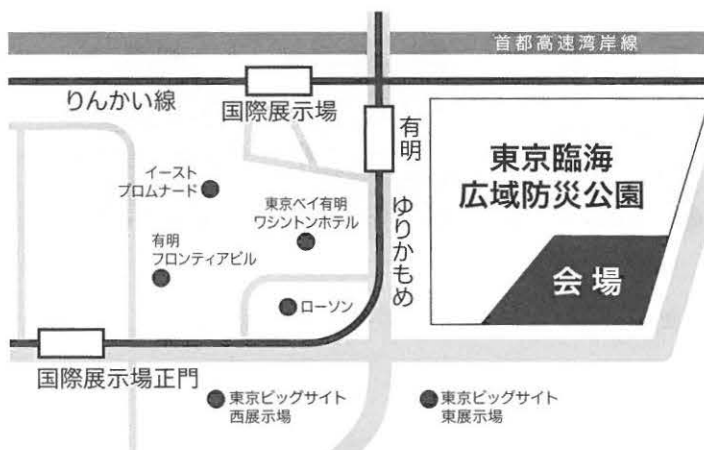 首都高速湾岸線
りんかい線
国際展示場
有明
東京臨海
広域防災公園
イースト
プロムナード
東京ベイ有明
ワシントンホテル
ゆりかもめ
有明
フロンティアビル
会場
ローソン
国際展示場正門
東京ビッグサイト
西展示場
東京ビッグサイト
東展示場